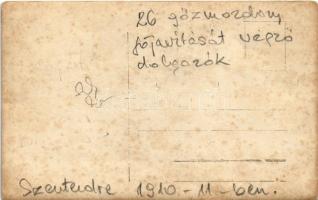 26 gőzmozdony
főjavítását végző
dolgozók
Szentendre 1910-11-ben.